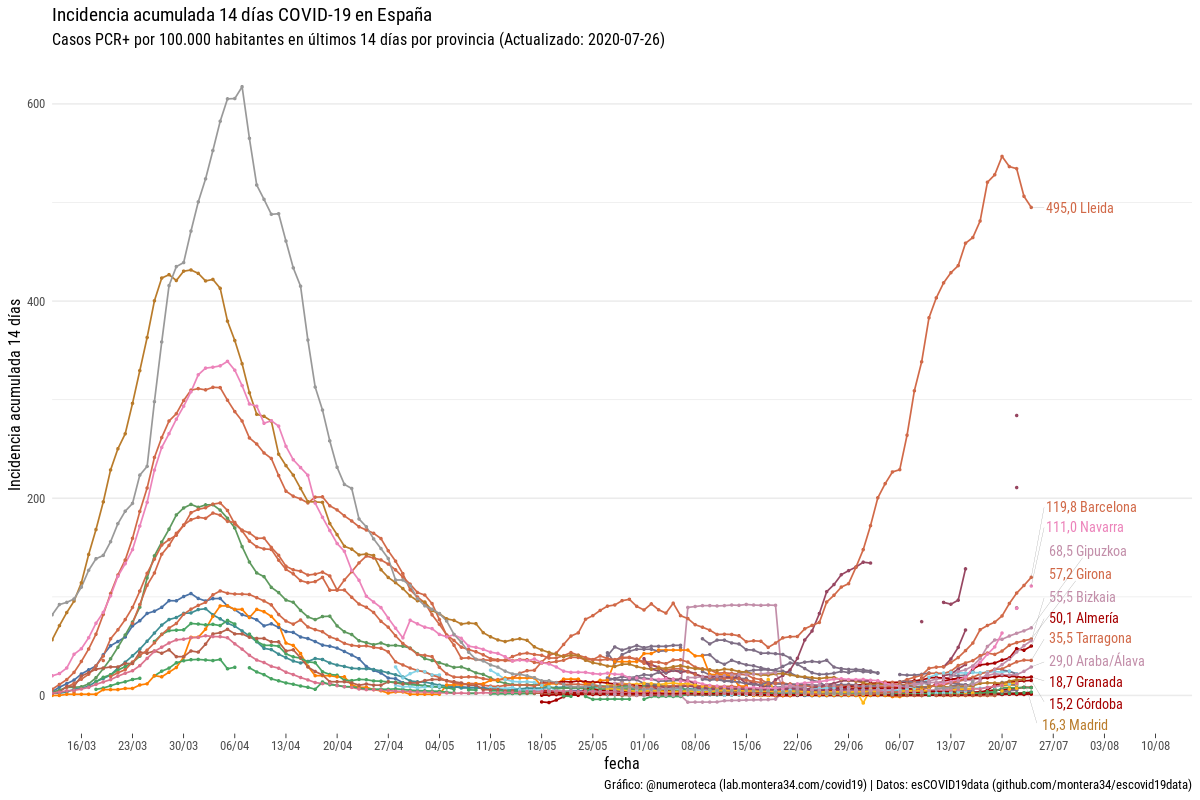 Incidencia acumulada 14 días COVID-19 en España
Casos PCR+ por 100.000 habitantes en últimos 14 días por provincia (Actualizado: 2020-07-26)
Incidencia acumulada 14 días
600
400
200
0
495,0 Lleida
119,8 Barcelona
111,0 Navarra
68,5 Gipuzkoa
57,2 Girona
55,5 Bizkaia
50,1 Almería
35,5 Tarragona
29,0 Araba/Álava
18,7 Granada
15,2 Córdoba
16,3 Madrid
16/03 23/03 30/03 06/04 13/04 20/04 27/04 04/05 11/05 18/05 25/05 01/06 08/06 15/06 22/06 29/06 06/07 13/07 20/07 27/07 03/08 10/08
fecha
Gráfico: @numeroteca (lab.montera34.com/covid19) | Datos: esCOVID19data (github.com/montera34/escovid19data)